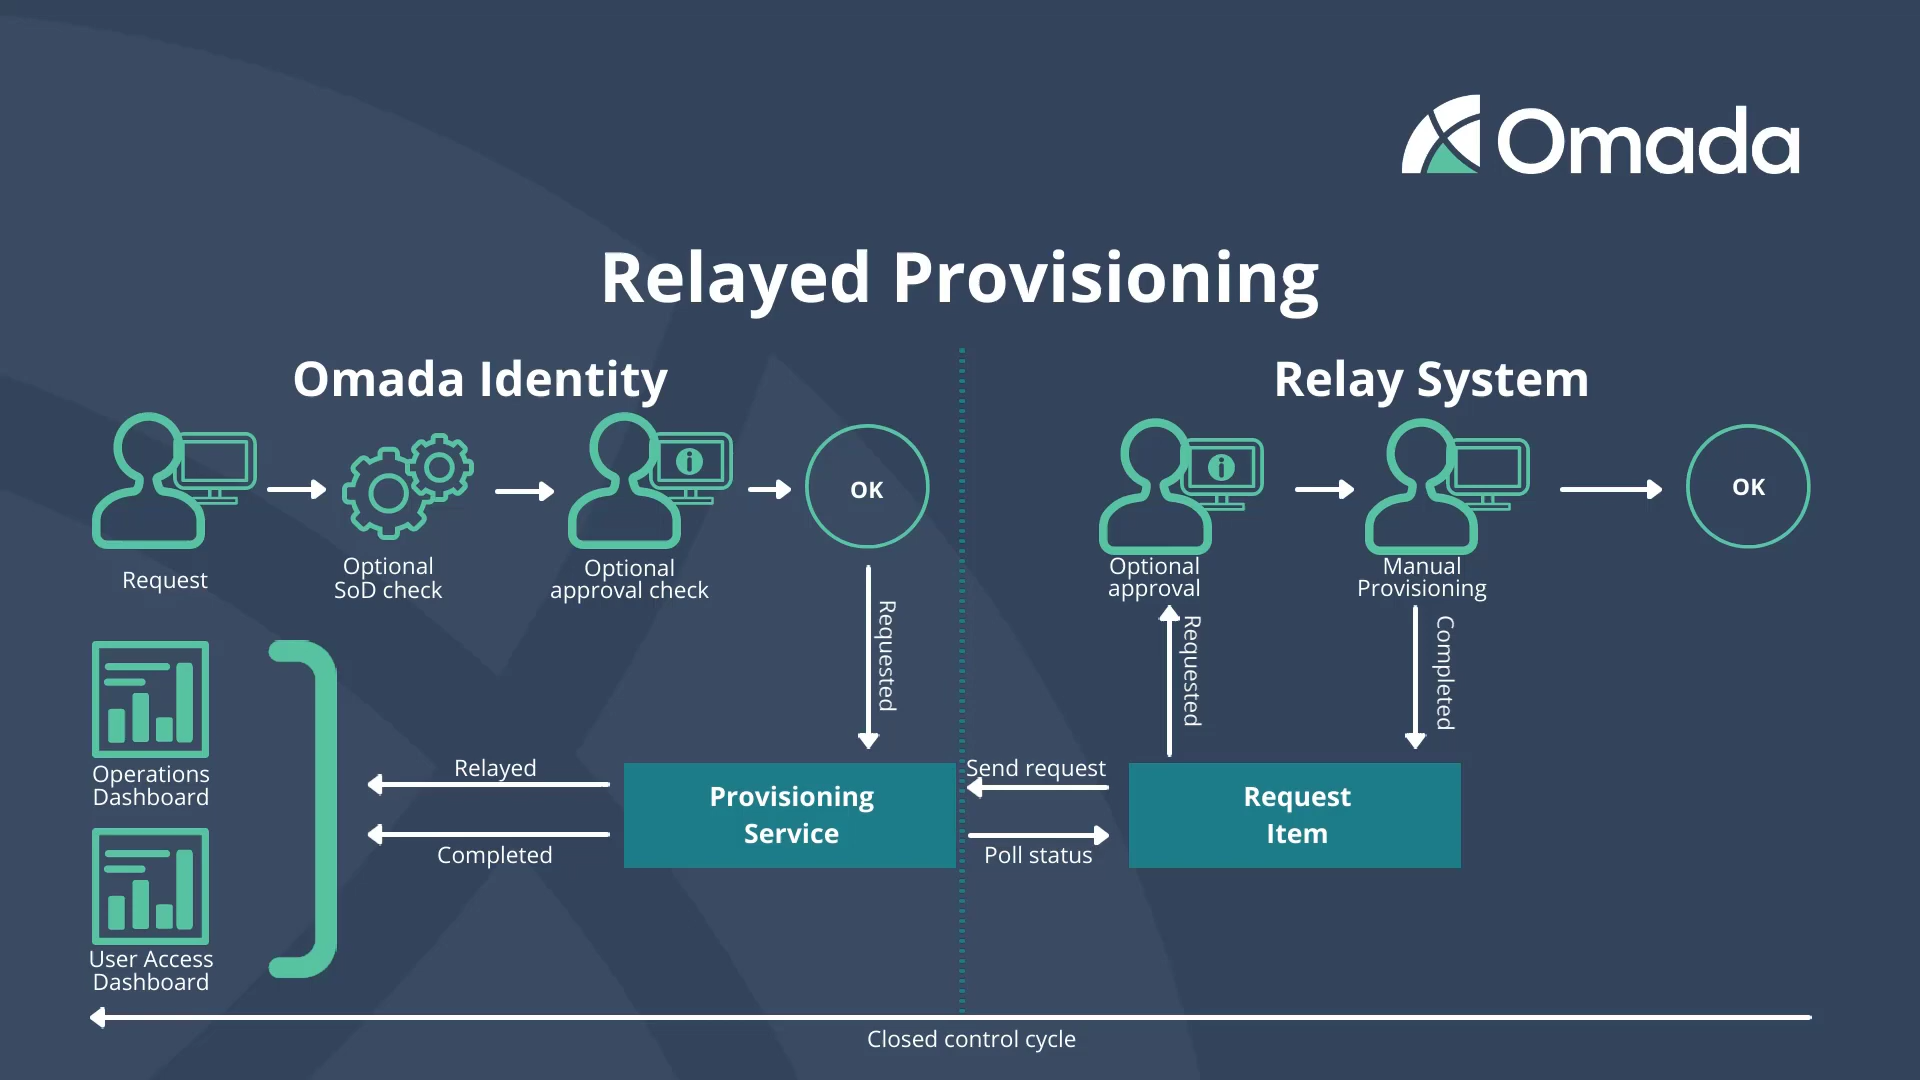 Omada
Relayed Provisioning
Omada Identity
Relay System
OK
OK
Request
Optional
SoD check
Optional
approval check
Optional
approval
Manual
Provisioning
Requested
Requested
Completed
Operations
Dashboard
User Access
Dashboard
Relayed
Completed
Provisioning
Service
Send request
Poll status
Request
Item
Closed control cycle